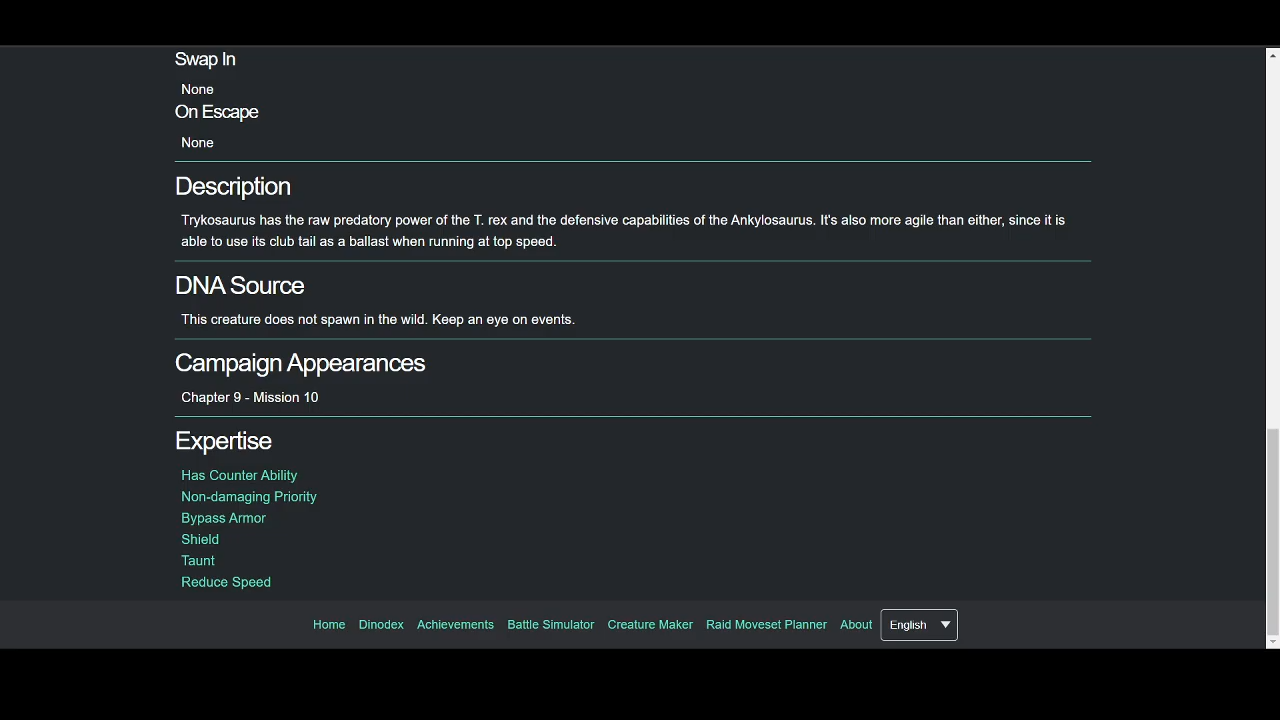 Swap In
None
On Escape
None
Description
Trykosaurus has the raw predatory power of the T. rex and the defensive capabilities of the Ankylosaurus. It's also more agile than either, since it is
able to use its club tail as a ballast when running at top speed.
DNA Source
This creature does not spawn in the wild. Keep an eye on events.
Campaign Appearances
Chapter 9 - Mission 10
Expertise
Has Counter Ability
Non-damaging Priority
Bypass Armor
Shield
Taunt
Reduce Speed
Home Dinodex Achievements Battle Simulator Creature Maker Raid Moveset Planner About English